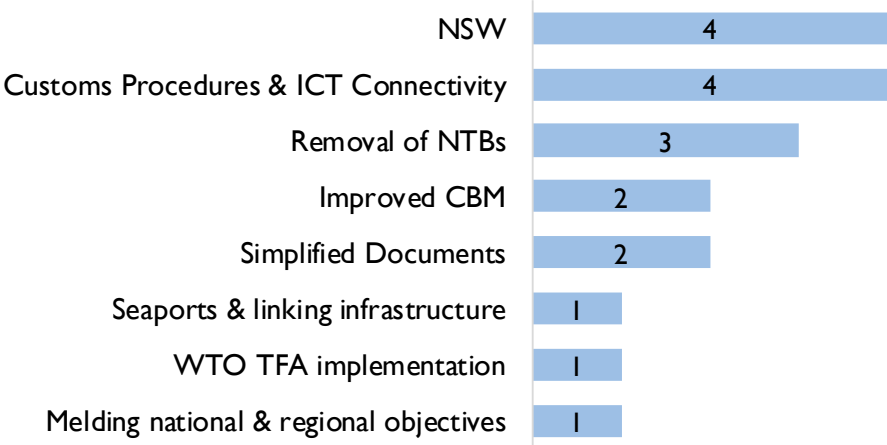 NSW 4
Customs Procedures & ICT Connectivity 4
Removal of NTBs 3
Improved CBM 2
Simplified Documents 2
Seaports & linking infrastructure 1
WTO TFA implementation 1
Melding national & regional objectives 1